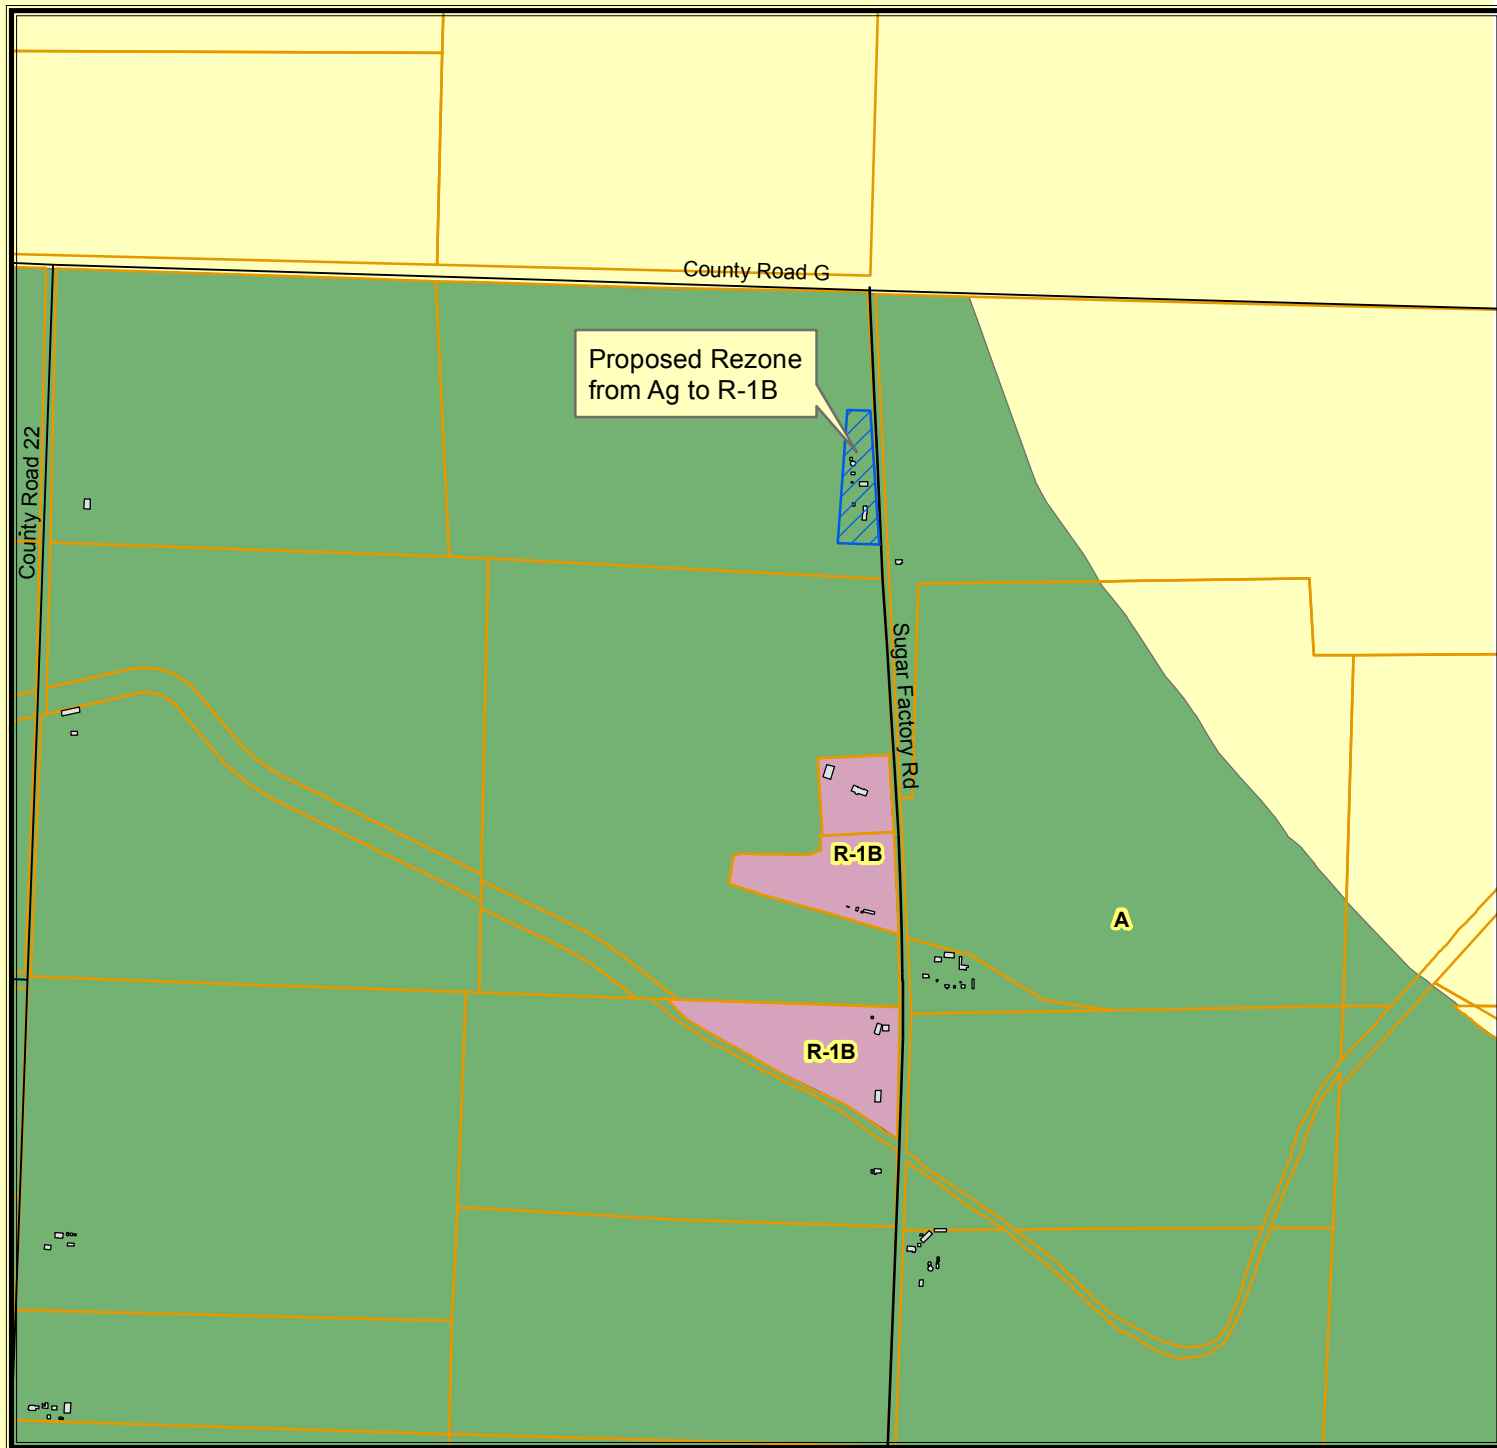 County Road G
Proposed Rezone
from Ag to R-1B
County Road 22
Sugar Factory Rd
R-1B
A
R-1B